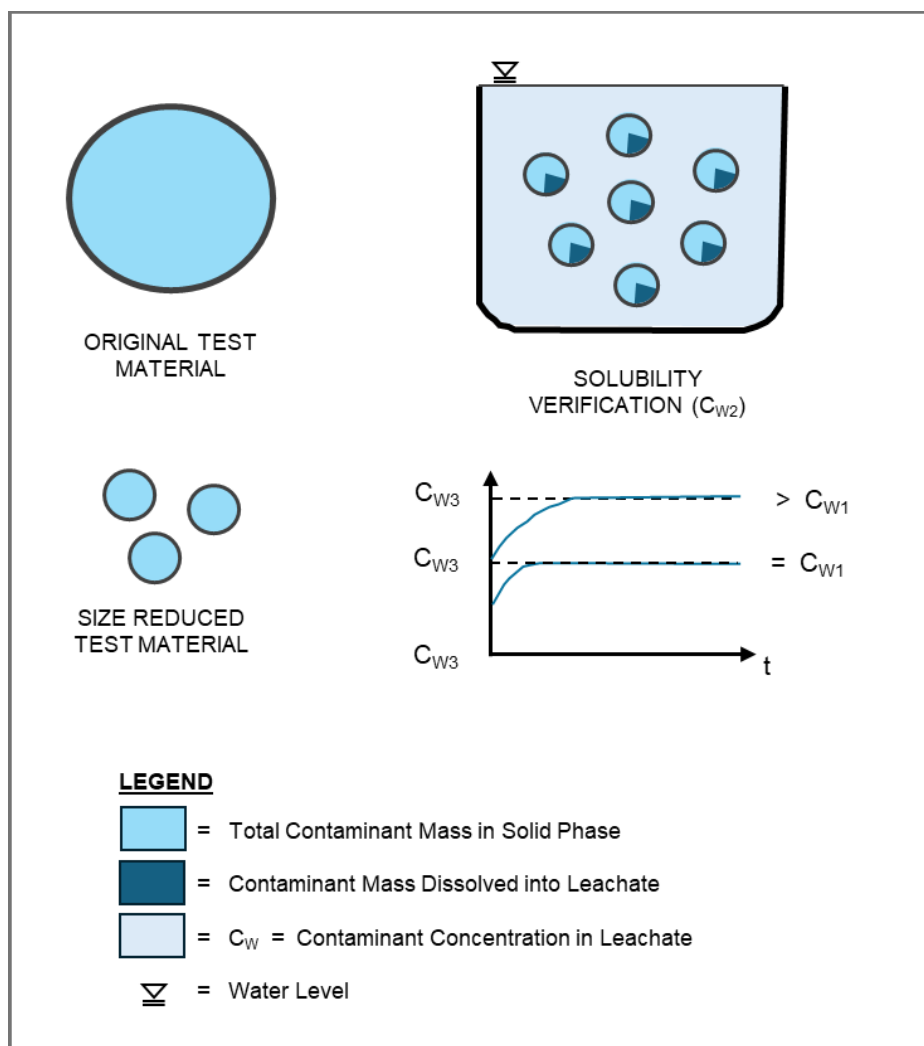 ORIGINAL TEST
MATERIAL
SOLUBILITY
VERIFICATION (CW2)
SIZE REDUCED
TEST MATERIAL
CW3
> CW1
CW3
= CW1
CW3
t
LEGEND
= Total Contaminant Mass in Solid Phase
= Contaminant Mass Dissolved into Leachate
= CW = Contaminant Concentration in Leachate
= Water Level